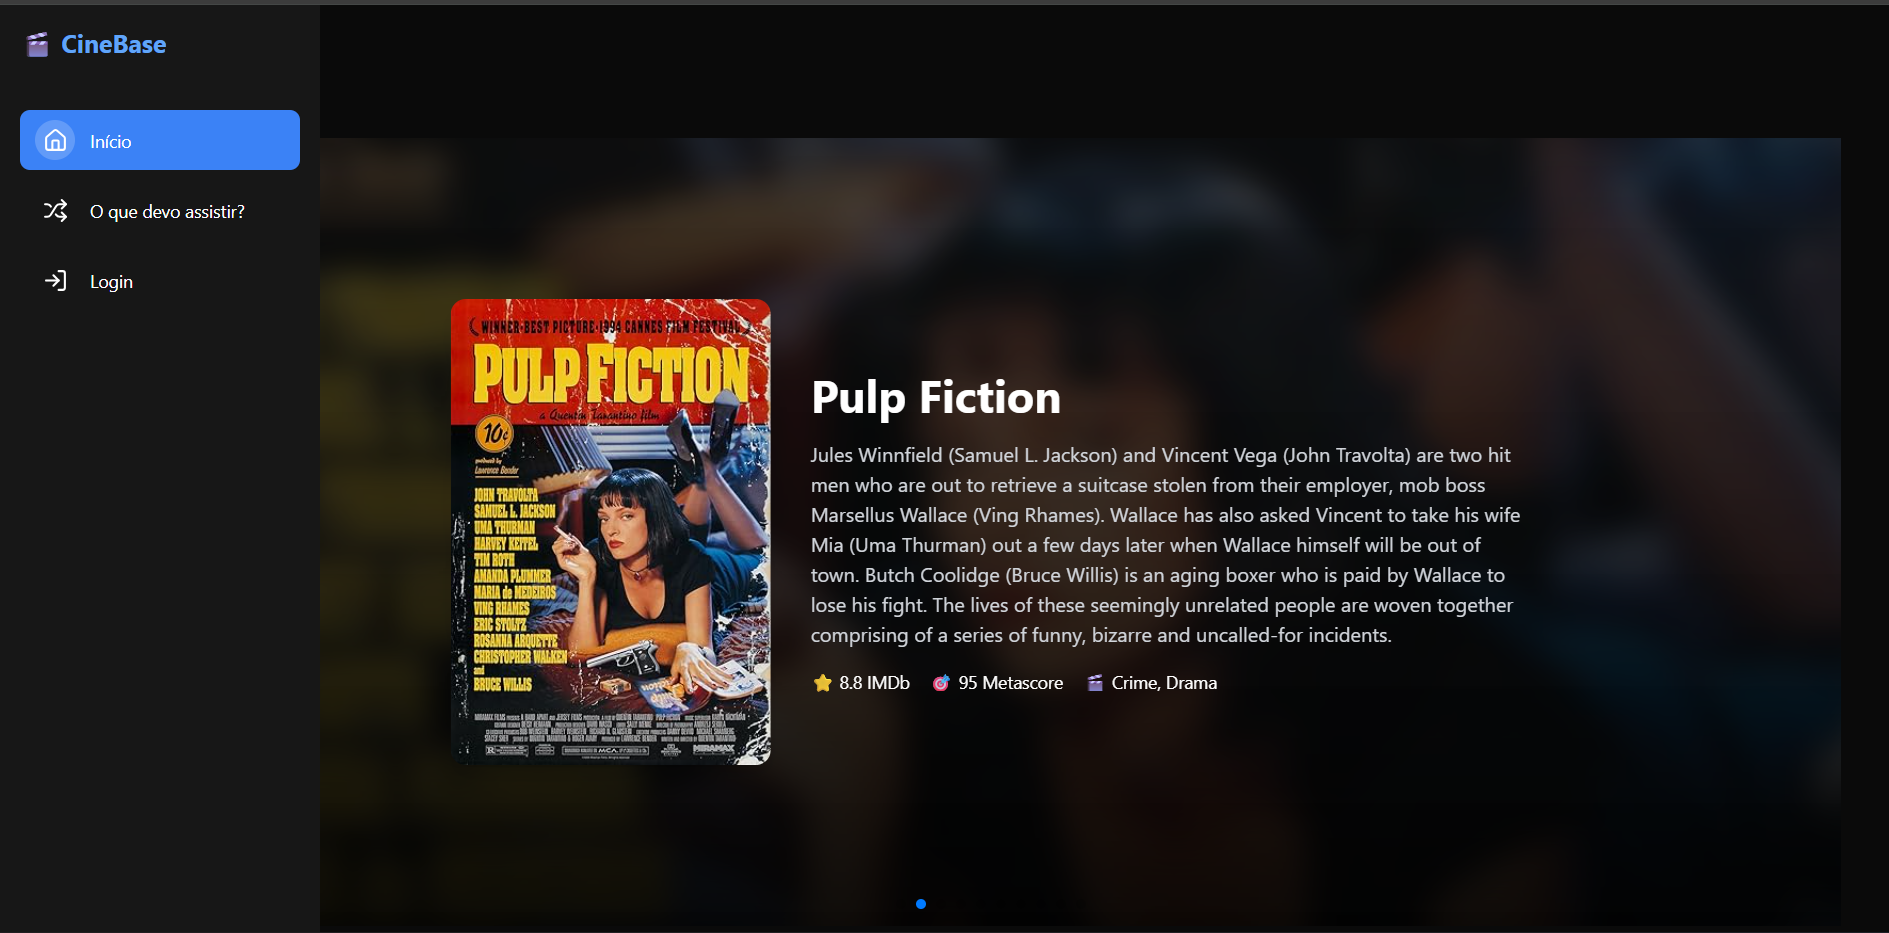 CineBase
Início
O que devo assistir?
Login
WINNER·BEST PICTURE·1994 CANNES FILM FESTIVAL
PULP FICTION
a Quentin Tarantino film
10¢
produced by
Lawrence Bender
JOHN TRAVOLTA
SAMUEL L. JACKSON
UMA THURMAN
HARVEY KEITEL
TIM ROTH
AMANDA PLUMMER
MARIA de MEDEIROS
VING RHAMES
ERIC STOLTZ
ROSANNA ARQUETTE
CHRISTOPHER WALKEN
and
BRUCE WILLIS
R
MCA
MIRAMAX
Pulp Fiction
Jules Winnfield (Samuel L. Jackson) and Vincent Vega (John Travolta) are two hit
men who are out to retrieve a suitcase stolen from their employer, mob boss
Marsellus Wallace (Ving Rhames). Wallace has also asked Vincent to take his wife
Mia (Uma Thurman) out a few days later when Wallace himself will be out of
town. Butch Coolidge (Bruce Willis) is an aging boxer who is paid by Wallace to
lose his fight. The lives of these seemingly unrelated people are woven together
comprising of a series of funny, bizarre and uncalled-for incidents.
8.8 IMDb 95 Metascore Crime, Drama